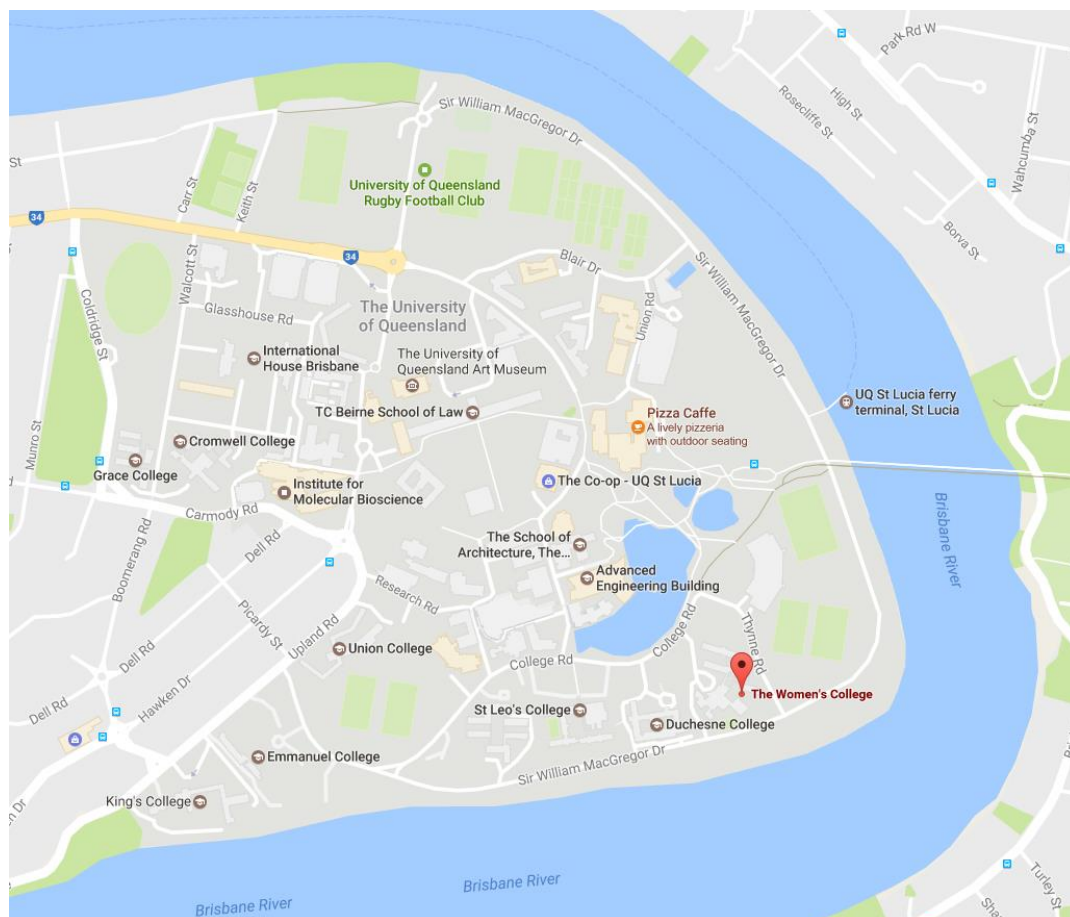 Park Rd W
High St
Rosecliffe St
Wahcumba St
Borva St
Sir William MacGregor Dr
St
Carr St
Keith St
University of Queensland
Rugby Football Club
34
34
Walcott St
Blair Dr
Sir William MacGregor Dr
Coldridge St
Glasshouse Rd
The University
of Queensland
Union Rd
International
House Brisbane
The University of
Queensland Art Museum
UQ St Lucia ferry
terminal, St Lucia
TC Beirne School of Law
Pizza Caffe
A lively pizzeria
with outdoor seating
Munro St
Cromwell College
Grace College
Institute for
Molecular Bioscience
The Co-op - UQ St Lucia
Carmody Rd
Dell Rd
Boomerang Rd
The School of
Architecture, The...
Brisbane River
Advanced
Engineering Building
Research Rd
Picardy St
Upland Rd
College Rd
Thynne Rd
Dell Rd
Union College
College Rd
Hawken Dr
Dell Rd
The Women's College
St Leo's College
Duchesne College
Emmanuel College
Sir William MacGregor Dr
King's College
en Dr
Turley St
Brisbane River
Brisbane River